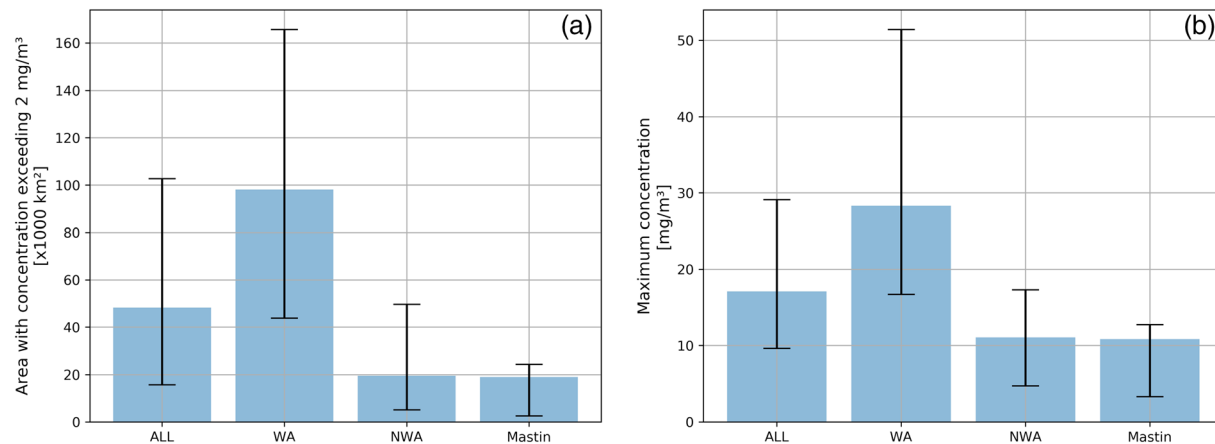 (a)
Area with concentration exceeding 2 mg/m³
[x1000 km²]
160
140
120
100
80
60
40
20
0
ALL
WA
NWA
Mastin
(b)
Maximum concentration
[mg/m³]
50
40
30
20
10
0
ALL
WA
NWA
Mastin